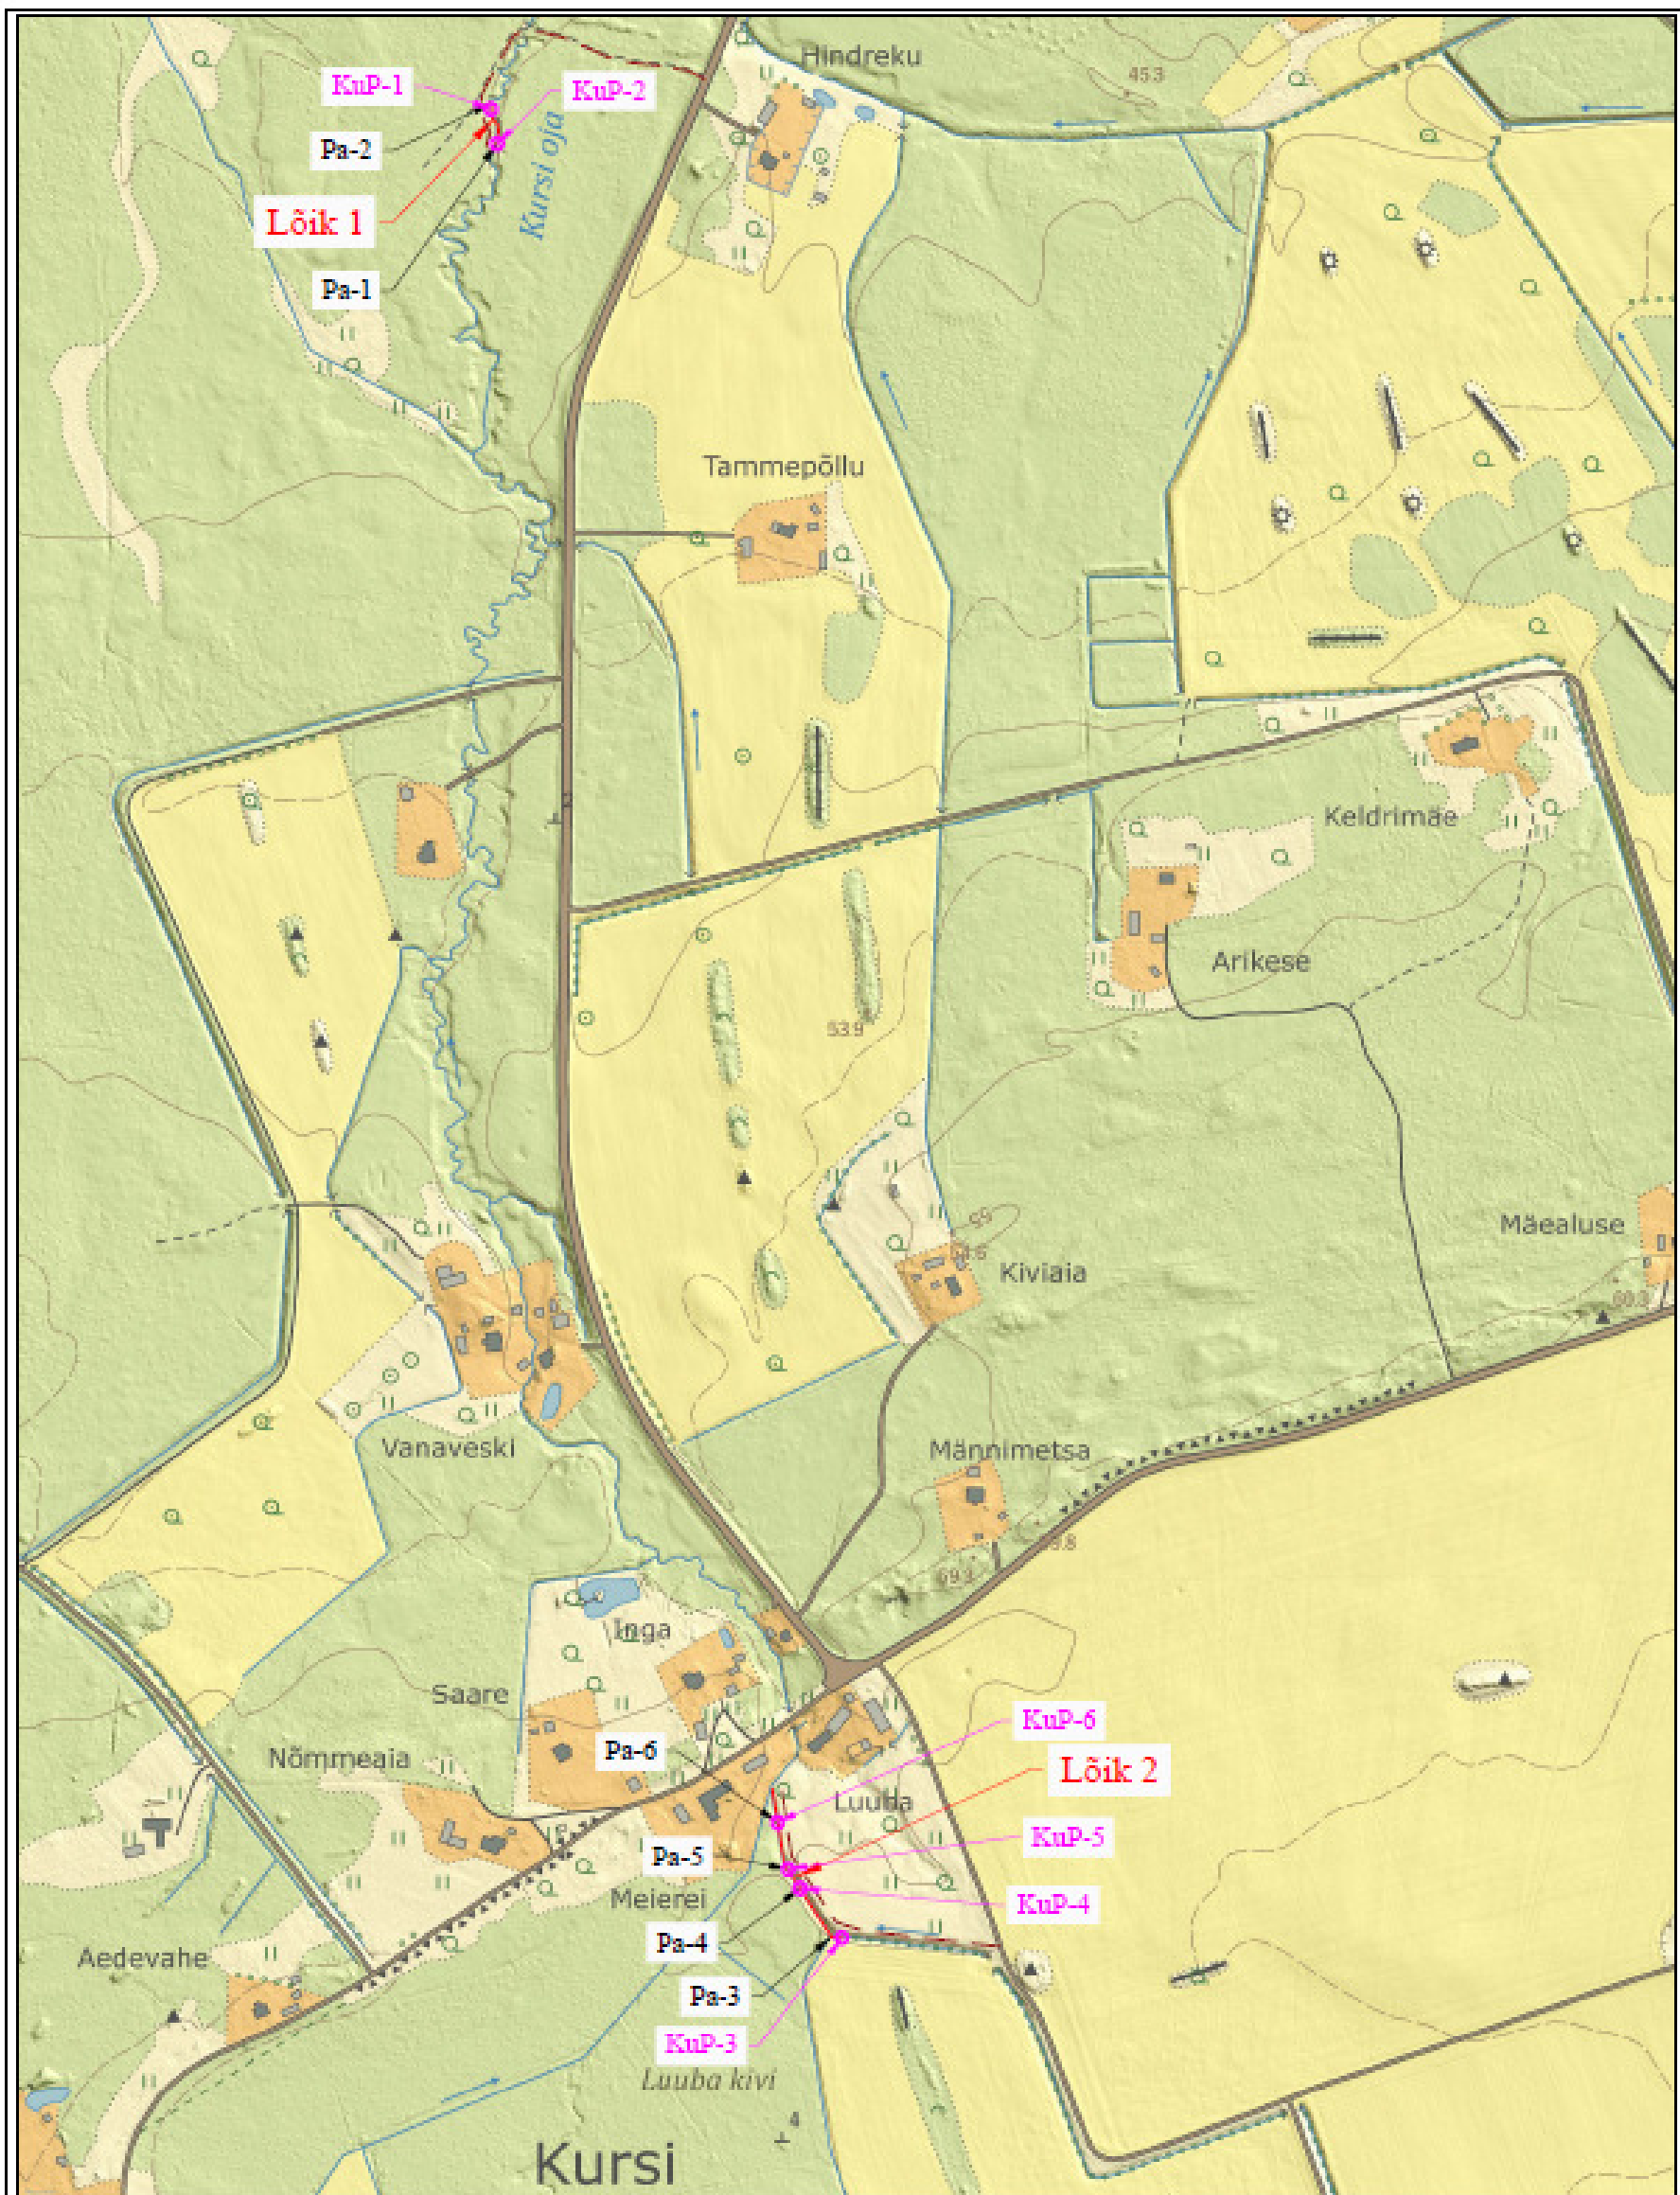 Hindreku
45.3
KuP-1
KuP-2
Pa-2
Kursi oja
Lõik 1
Pa-1
Tammepõllu
Keldrimäe
Arikese
53.9
Mäealuse
Kiviaia
Vanaveski
Männimetsa
Inga
Saare
KuP-6
Nõmmeaia
Pa-6
Lõik 2
Luuba
KuP-5
Pa-5
Meierei
KuP-4
Pa-4
Aedevahe
Pa-3
KuP-3
Luuba kivi
4
Kursi